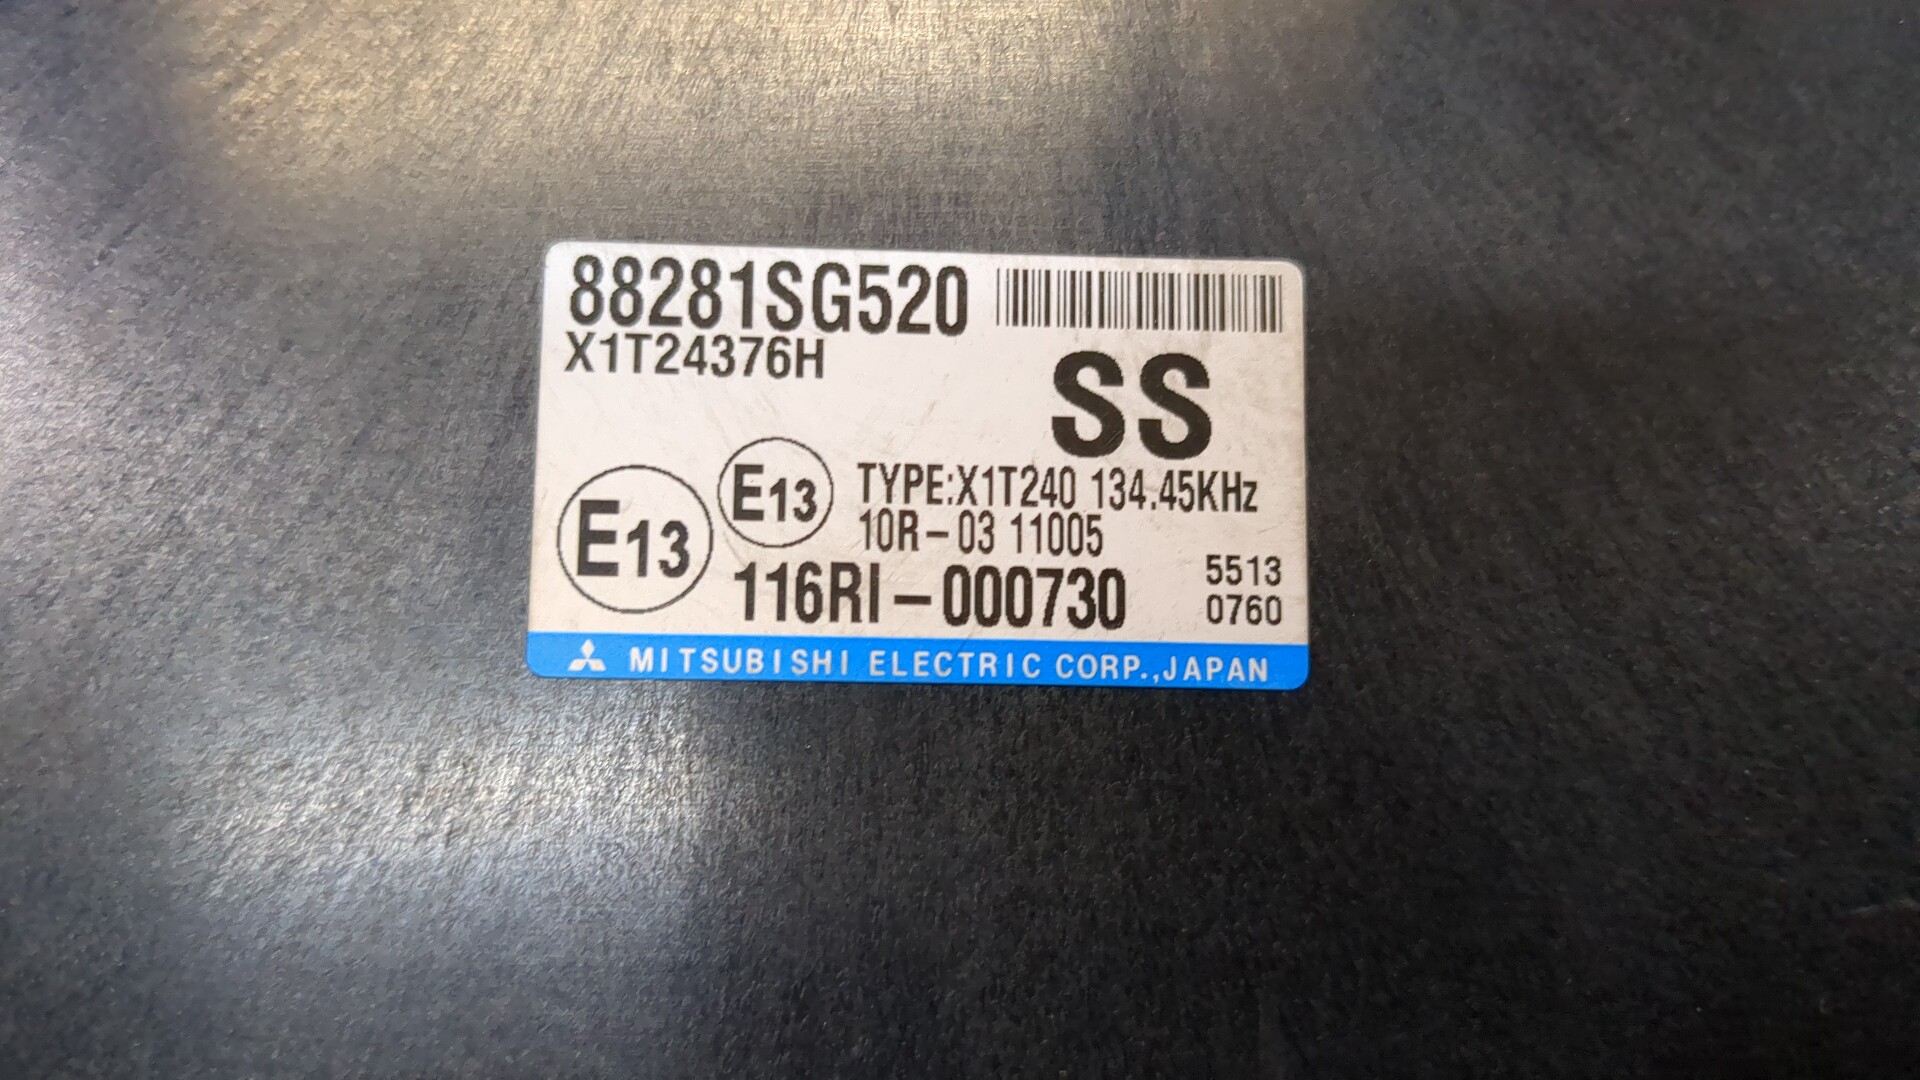 88281SG520
X1T24376H
SS
E13
E13
TYPE:X1T240 134.45KHz
10R-03 11005
116RI-000730
5513
0760
MITSUBISHI ELECTRIC CORP.,JAPAN